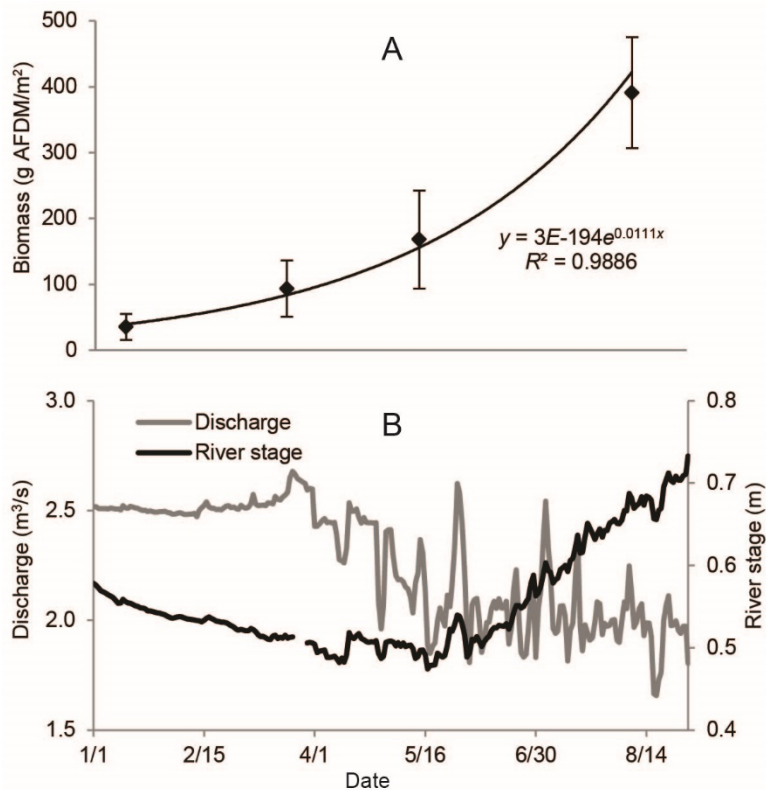 A
500
400
300
200
100
0
Biomass (g AFDM/m²)
y = 3E-194e^0.0111x
R² = 0.9886
B
Discharge
River stage
3.0
2.5
2.0
1.5
Discharge (m³/s)
0.8
0.7
0.6
0.5
0.4
River stage (m)
1/1 2/15 4/1 5/16 6/30 8/14
Date